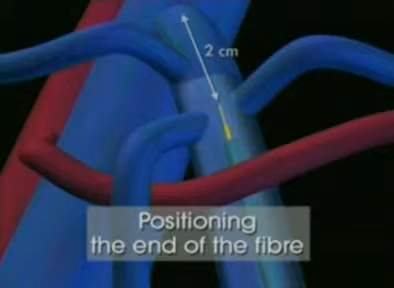 2 cm
Positioning
the end of the fibre